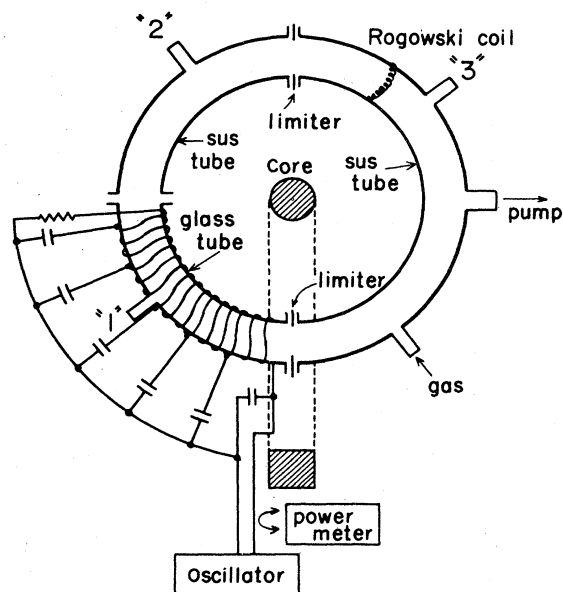 "2"
Rogowski coil
"3"
limiter
sus
tube
core
sus
tube
pump
glass
tube
limiter
"1"
gas
power
meter
Oscillator